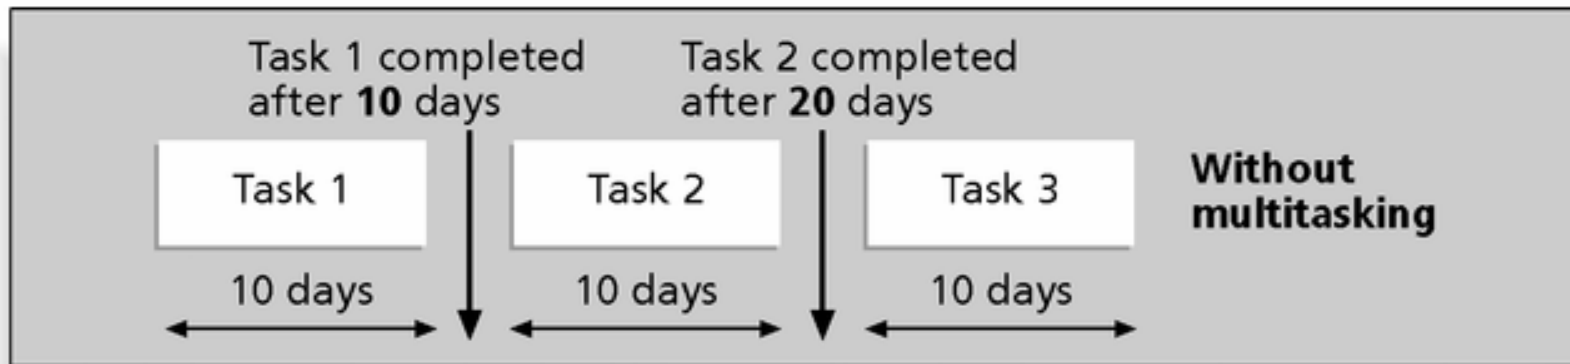 Task 1 completed
after 10 days
Task 2 completed
after 20 days
Task 1
Task 2
Task 3
Without
multitasking
10 days
10 days
10 days